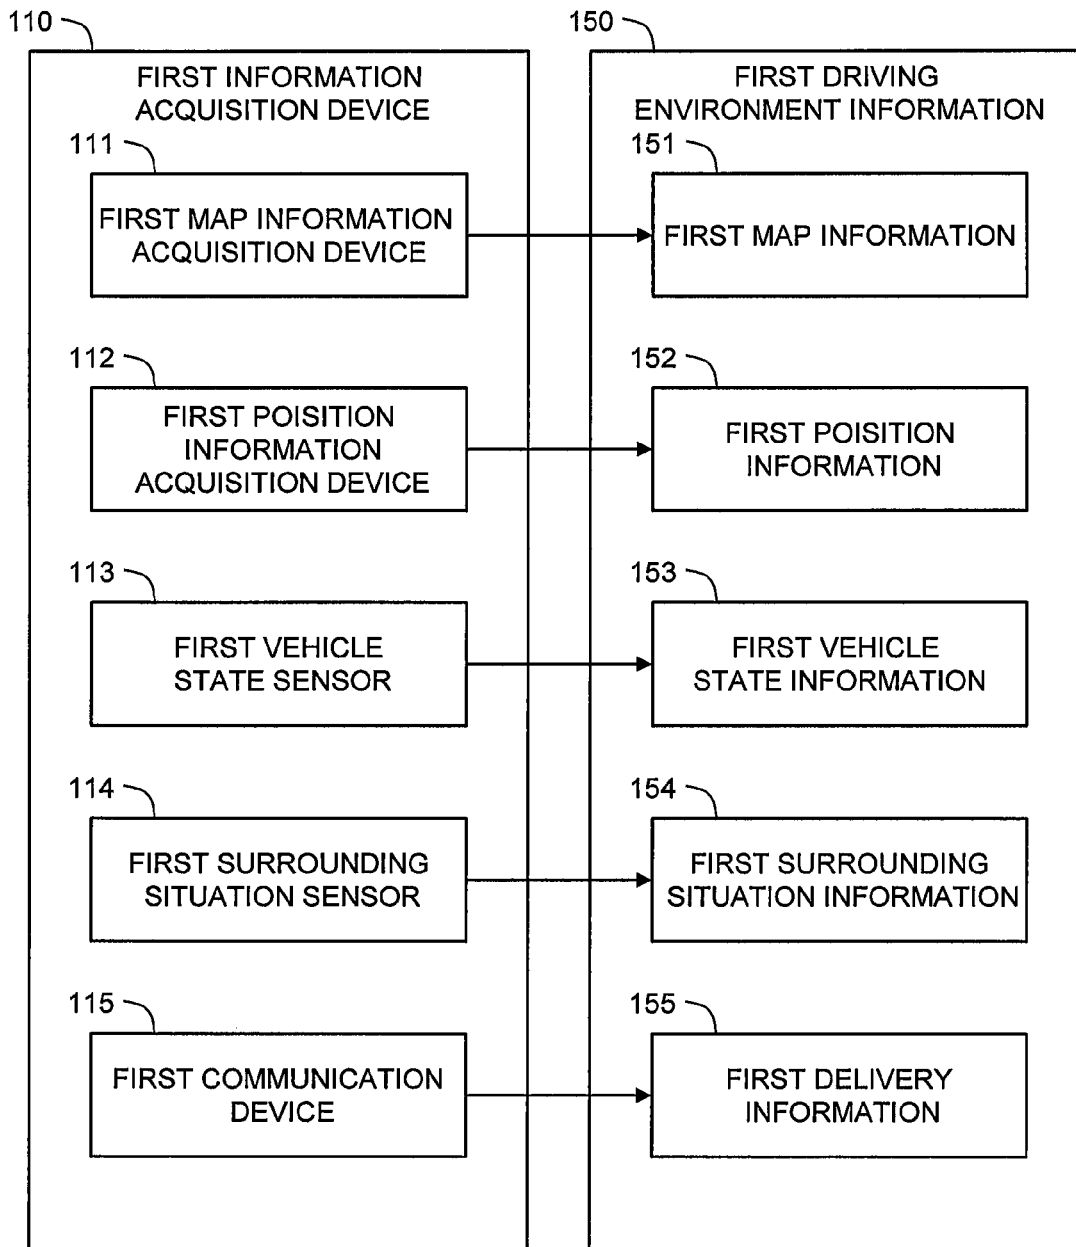 110
FIRST INFORMATION
ACQUISITION DEVICE
111
FIRST MAP INFORMATION
ACQUISITION DEVICE
112
FIRST POISITION
INFORMATION
ACQUISITION DEVICE
113
FIRST VEHICLE
STATE SENSOR
114
FIRST SURROUNDING
SITUATION SENSOR
115
FIRST COMMUNICATION
DEVICE
150
FIRST DRIVING
ENVIRONMENT INFORMATION
151
FIRST MAP INFORMATION
152
FIRST POISITION
INFORMATION
153
FIRST VEHICLE
STATE INFORMATION
154
FIRST SURROUNDING
SITUATION INFORMATION
155
FIRST DELIVERY
INFORMATION